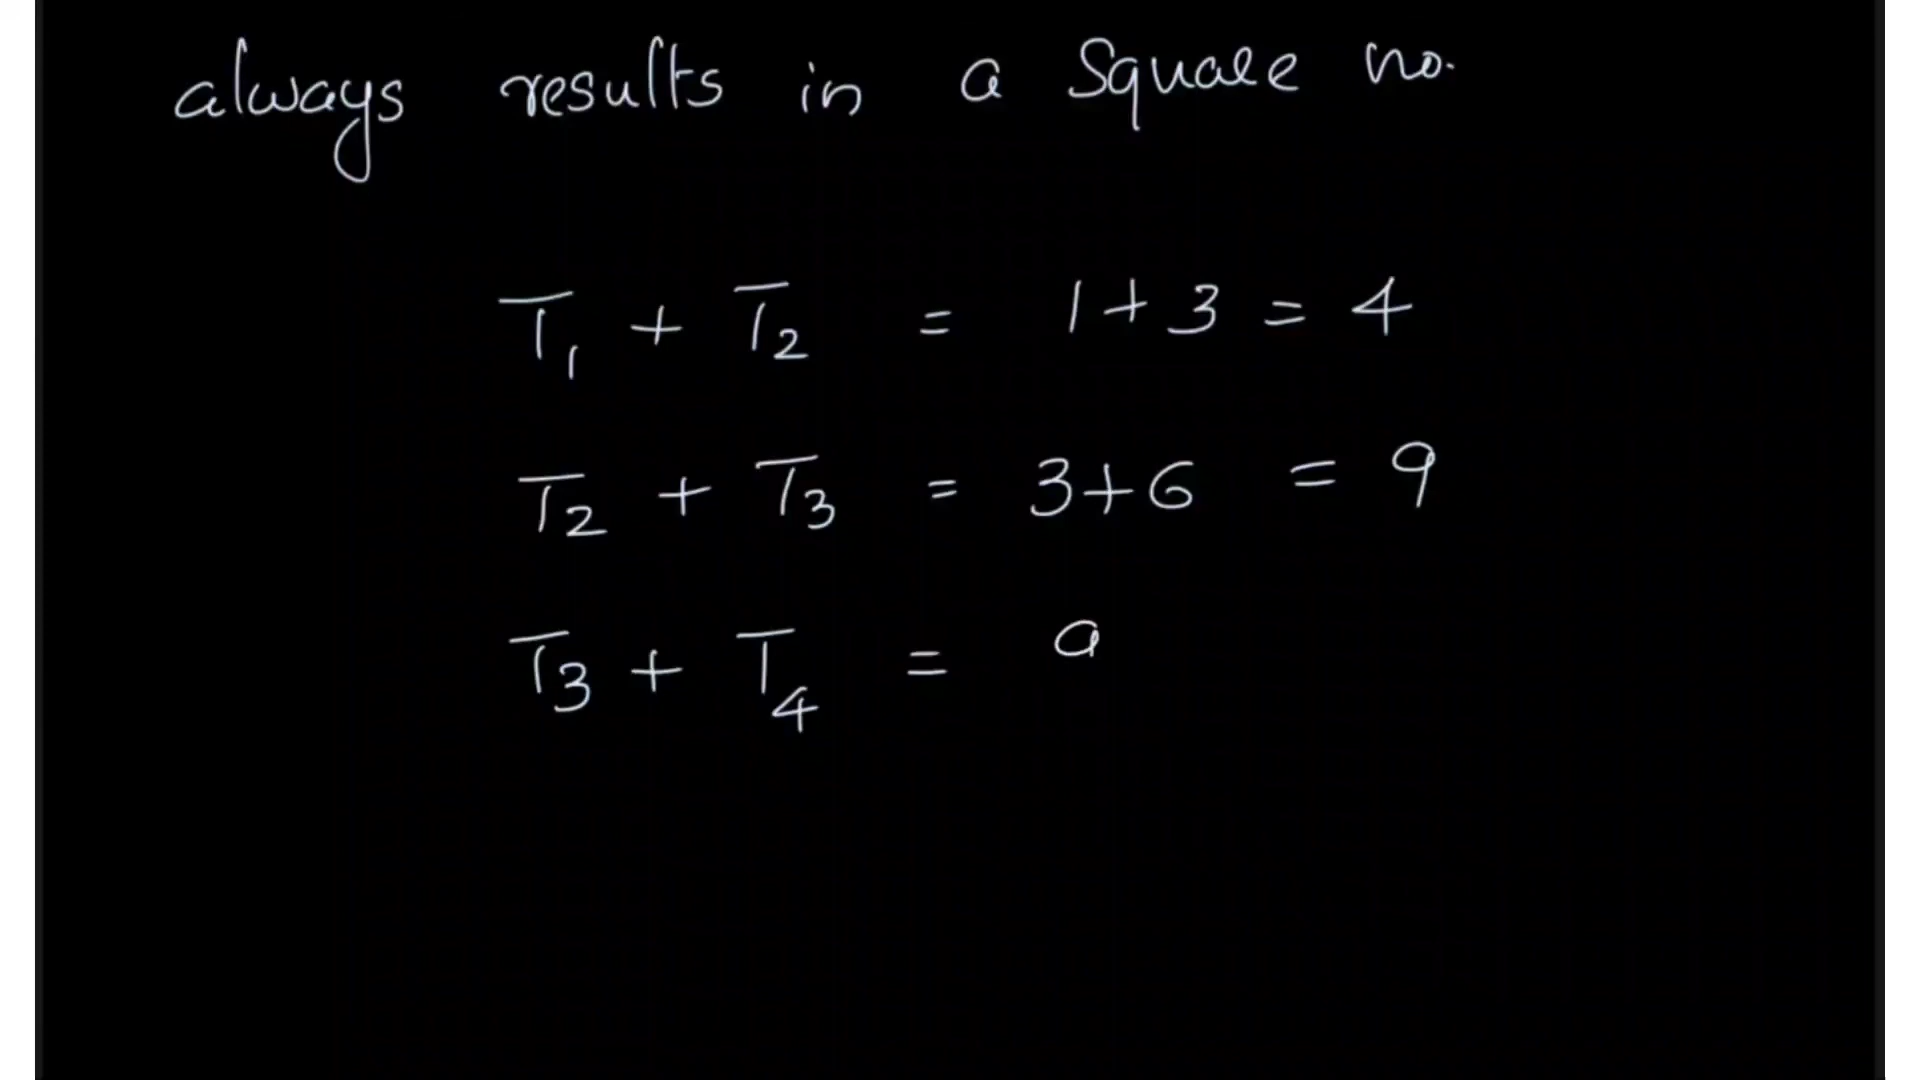 always results in a Square no.
T₁ + T₂ = 1+3 = 4
T₂ + T₃ = 3+6 = 9
T₃ + T₄ =